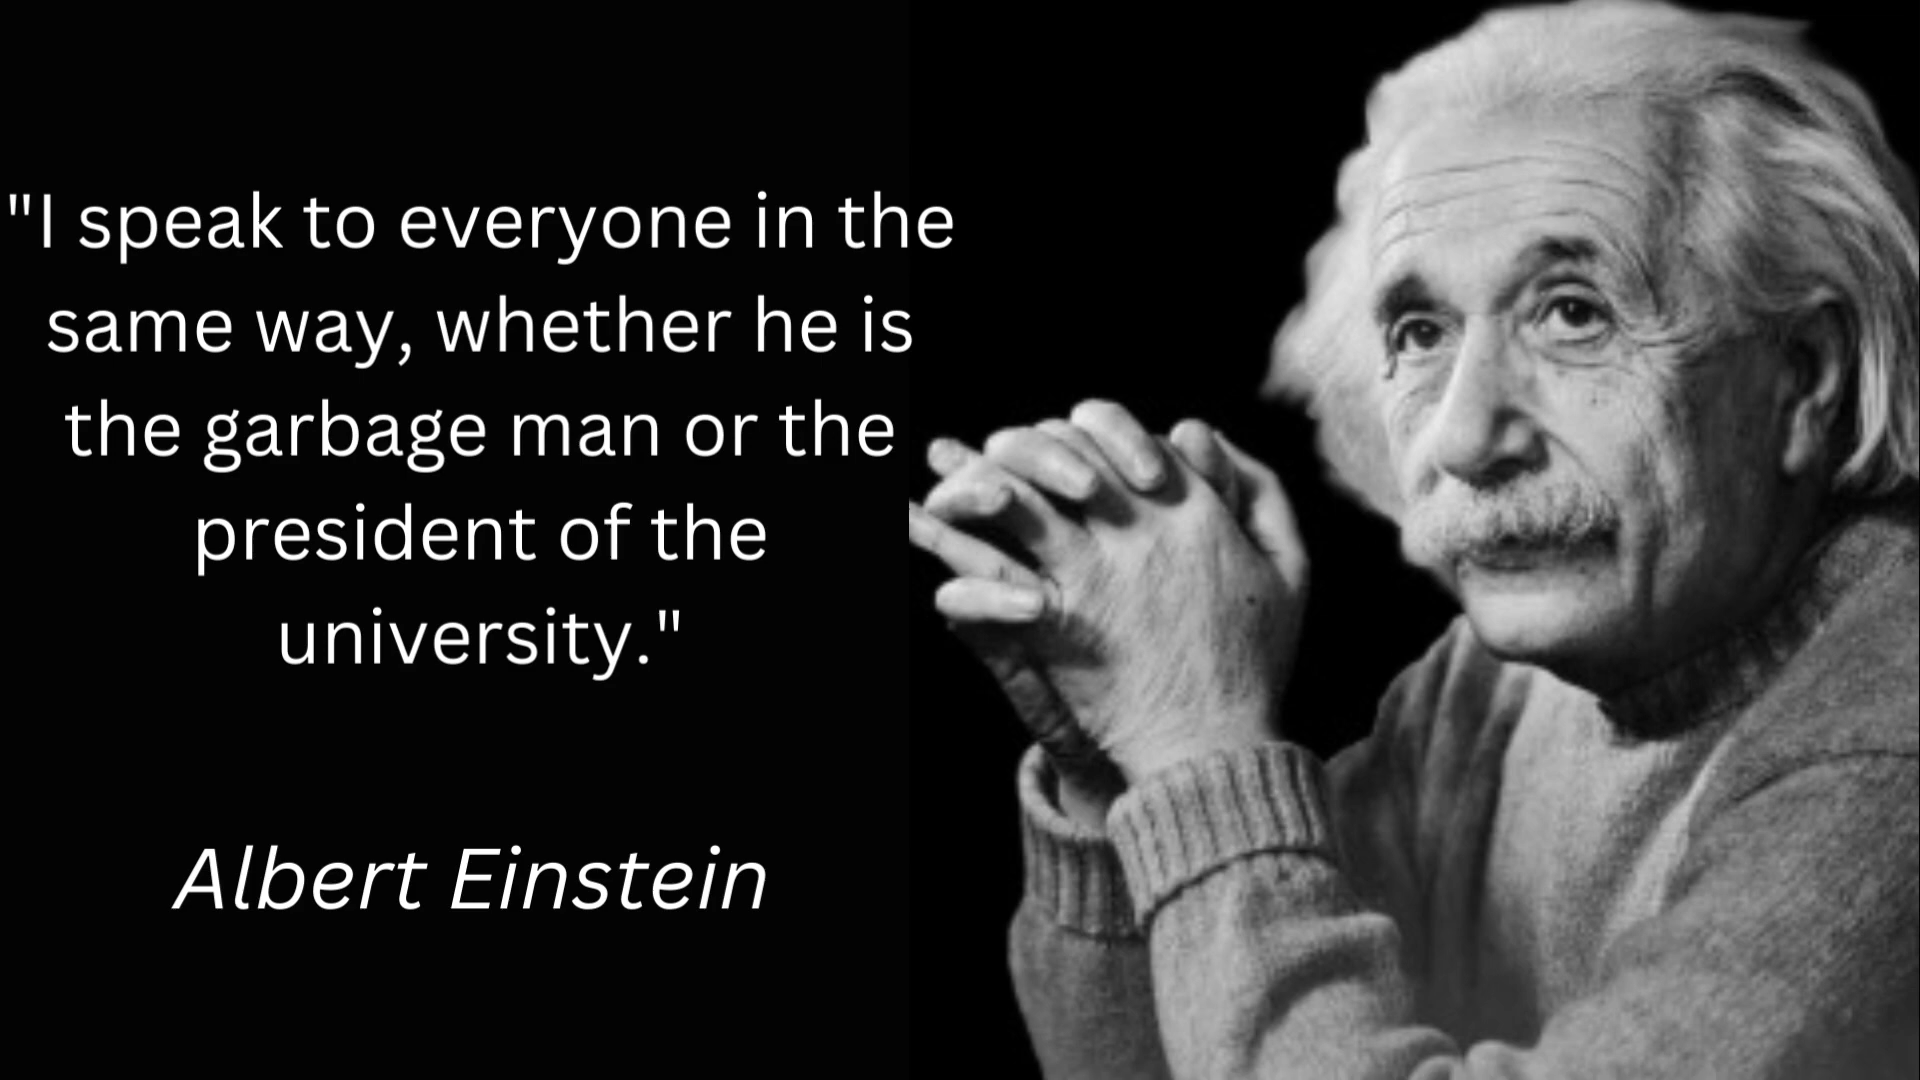 "I speak to everyone in the
same way, whether he is
the garbage man or the
president of the
university."
Albert Einstein